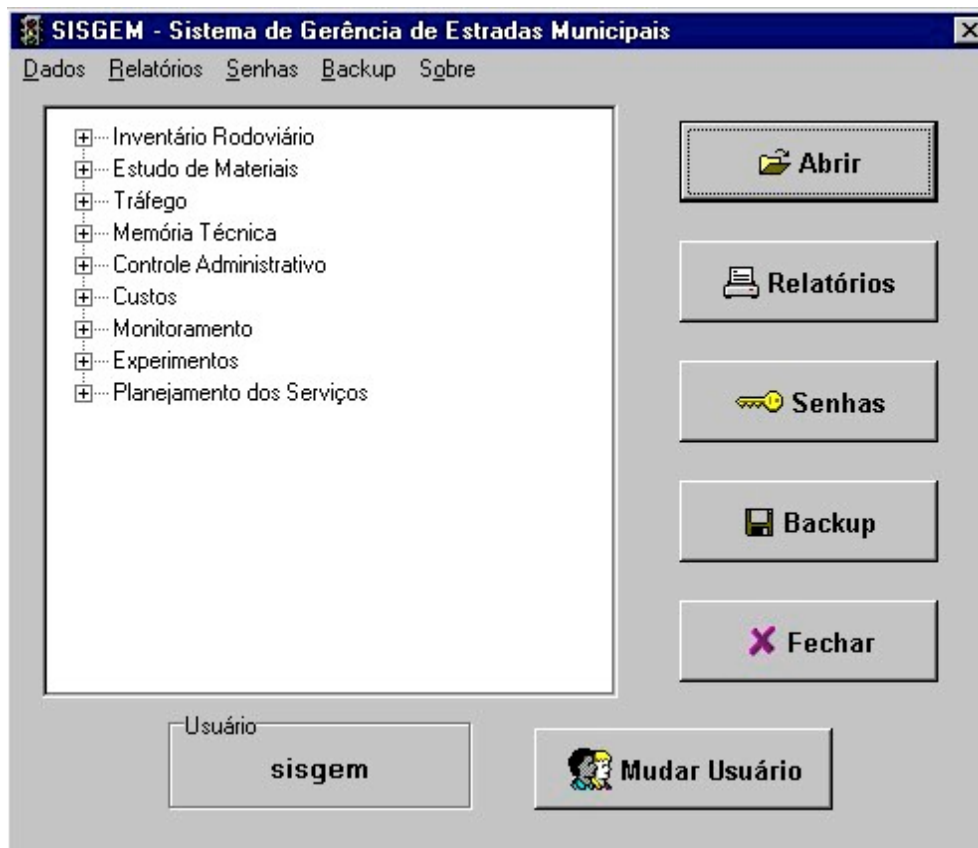 SISGEM - Sistema de Gerência de Estradas Municipais
Dados Relatórios Senhas Backup Sobre
Inventário Rodoviário
Estudo de Materiais
Tráfego
Memória Técnica
Controle Administrativo
Custos
Monitoramento
Experimentos
Planejamento dos Serviços
Abrir
Relatórios
Senhas
Backup
Fechar
Usuário
sisgem
Mudar Usuário